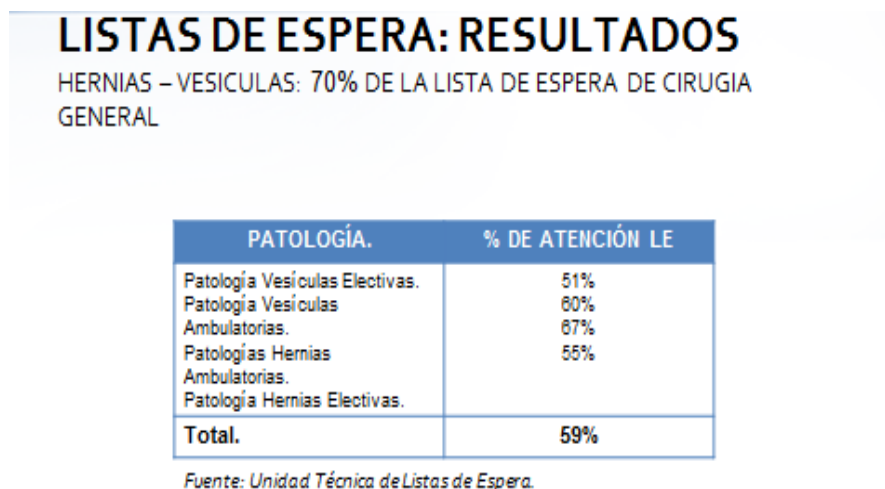 LISTAS DE ESPERA: RESULTADOS
HERNIAS – VESICULAS: 70% DE LA LISTA DE ESPERA DE CIRUGIA
GENERAL
PATOLOGÍA. % DE ATENCIÓN LE
Patología Vesículas Electivas. 51%
Patología Vesículas 60%
Ambulatorias. 67%
Patologías Hernias 55%
Ambulatorias.
Patología Hernias Electivas.
Total. 59%
Fuente: Unidad Técnica de Listas de Espera.